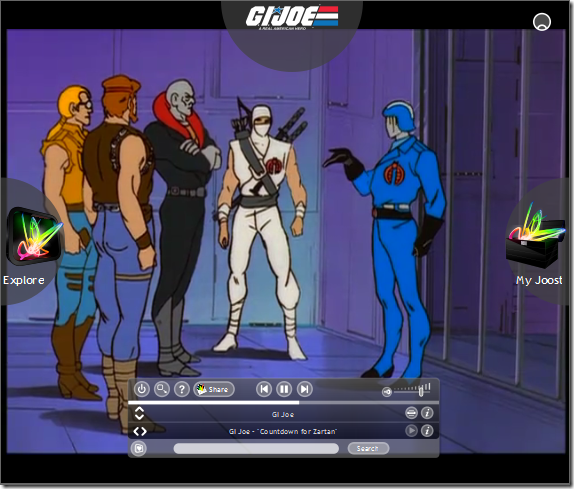 GI JOE
A REAL AMERICAN HERO
Explore
My Joost
Share
GI Joe
GI Joe - "Countdown for Zartan"
Search